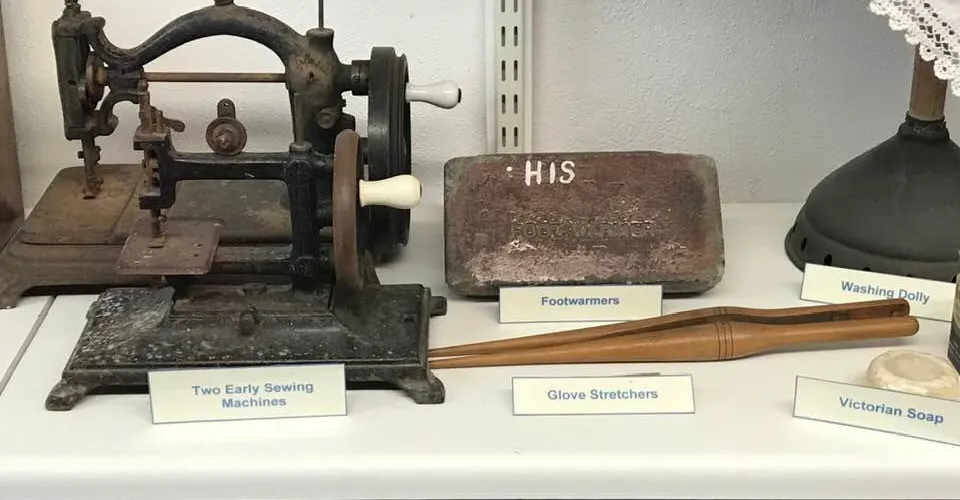 · HIS
FOOTWARMER
Footwarmers
Washing Dolly
Two Early Sewing
Machines
Glove Stretchers
Victorian Soap